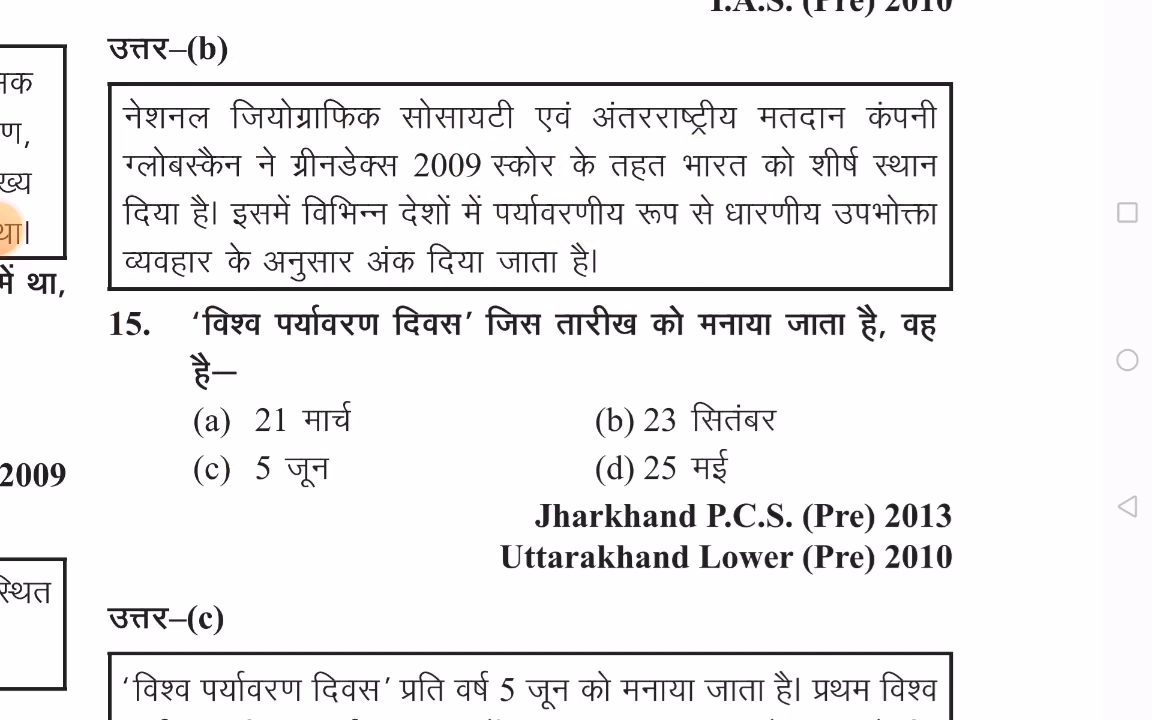 I.A.S. (Pre) 2010
उत्तर–(b)
नेशनल जियोग्राफिक सोसायटी एवं अंतरराष्ट्रीय मतदान कंपनी
ग्लोबस्कैन ने ग्रीनडेक्स 2009 स्कोर के तहत भारत को शीर्ष स्थान
दिया है। इसमें विभिन्न देशों में पर्यावरणीय रूप से धारणीय उपभोक्ता
व्यवहार के अनुसार अंक दिया जाता है।
में था,
15. ‘विश्व पर्यावरण दिवस’ जिस तारीख को मनाया जाता है, वह
है—
(a) 21 मार्च (b) 23 सितंबर
(c) 5 जून (d) 25 मई
2009
Jharkhand P.C.S. (Pre) 2013
Uttarakhand Lower (Pre) 2010
उत्तर–(c)
‘विश्व पर्यावरण दिवस’ प्रति वर्ष 5 जून को मनाया जाता है। प्रथम विश्व